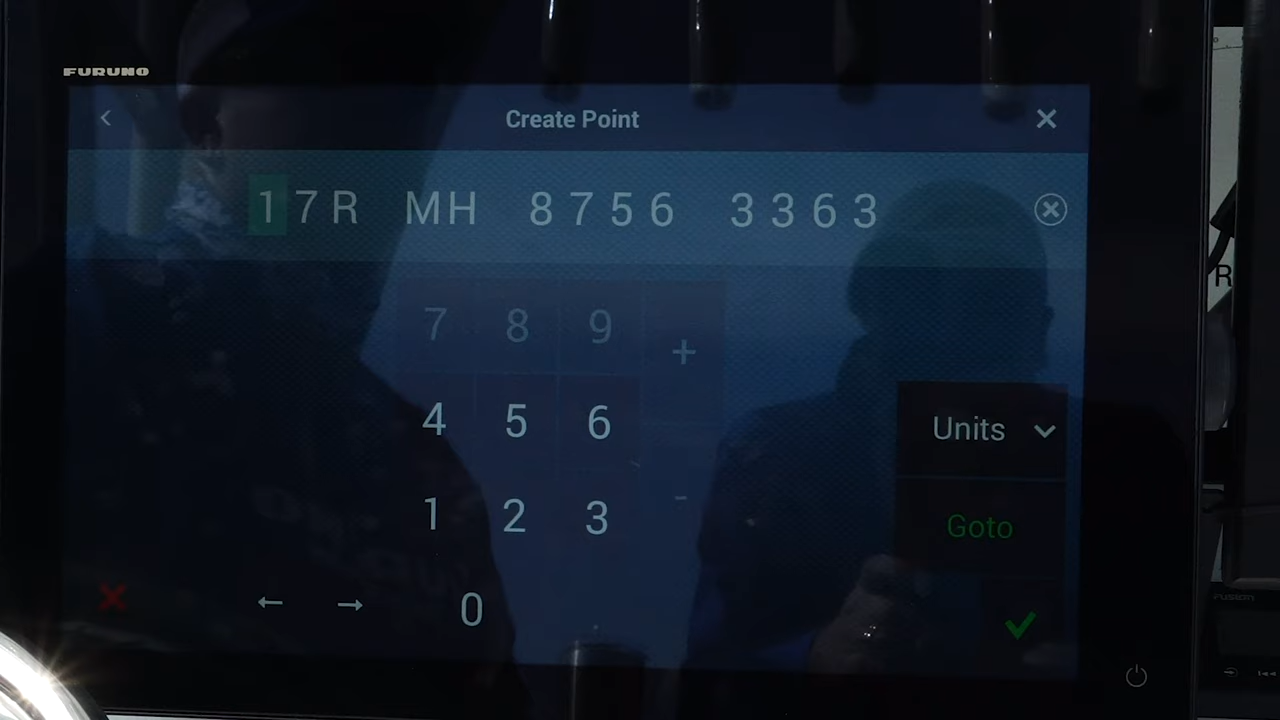 FURUNO
Create Point
17R MH 8756 3363
7 8 9 +
4 5 6
Units
1 2 3 -
Goto
0
R
FUSION